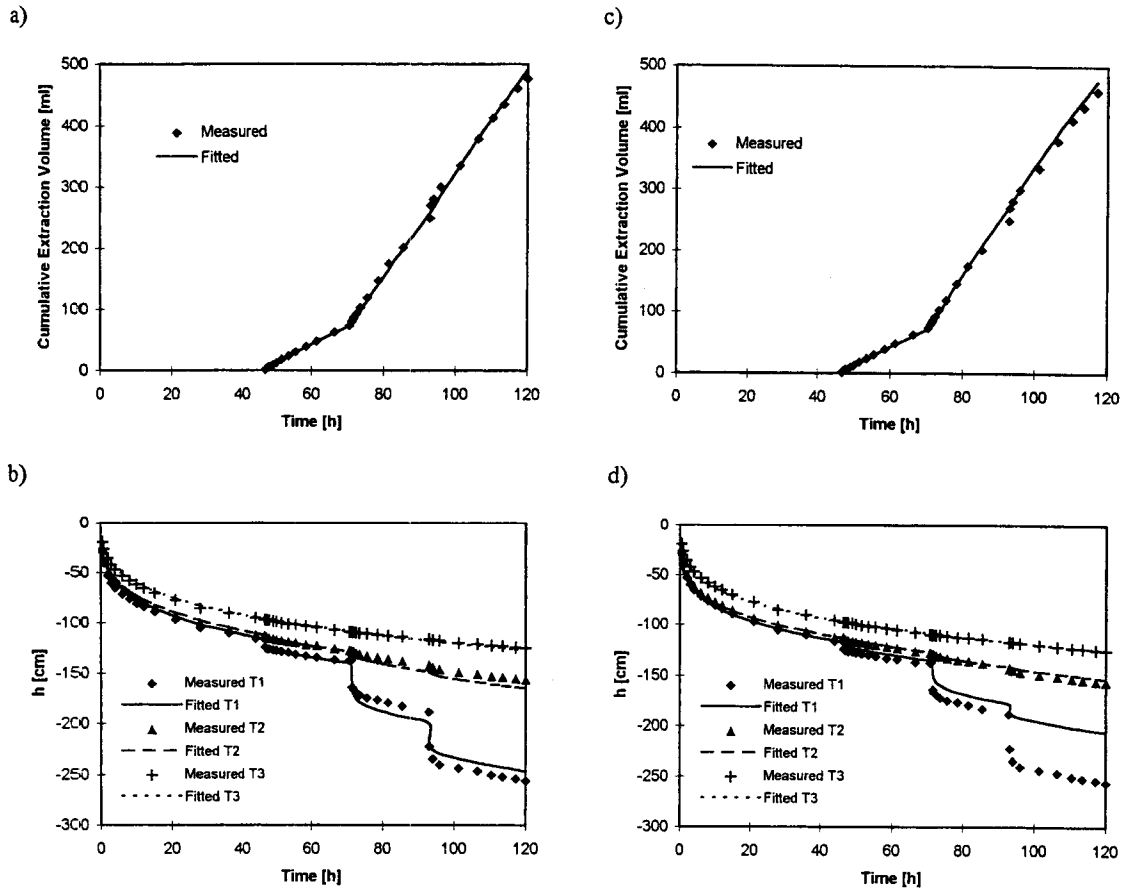 a)
Cumulative Extraction Volume [ml]
500
400
300
200
100
0
Measured
Fitted
0 20 40 60 80 100 120
Time [h]
c)
Cumulative Extraction Volume [ml]
500
400
300
200
100
0
Measured
Fitted
0 20 40 60 80 100 120
Time [h]
b)
h [cm]
0
-50
-100
-150
-200
-250
-300
Measured T1
Fitted T1
Measured T2
Fitted T2
Measured T3
Fitted T3
0 20 40 60 80 100 120
Time [h]
d)
h [cm]
0
-50
-100
-150
-200
-250
-300
Measured T1
Fitted T1
Measured T2
Fitted T2
Measured T3
Fitted T3
0 20 40 60 80 100 120
Time [h]